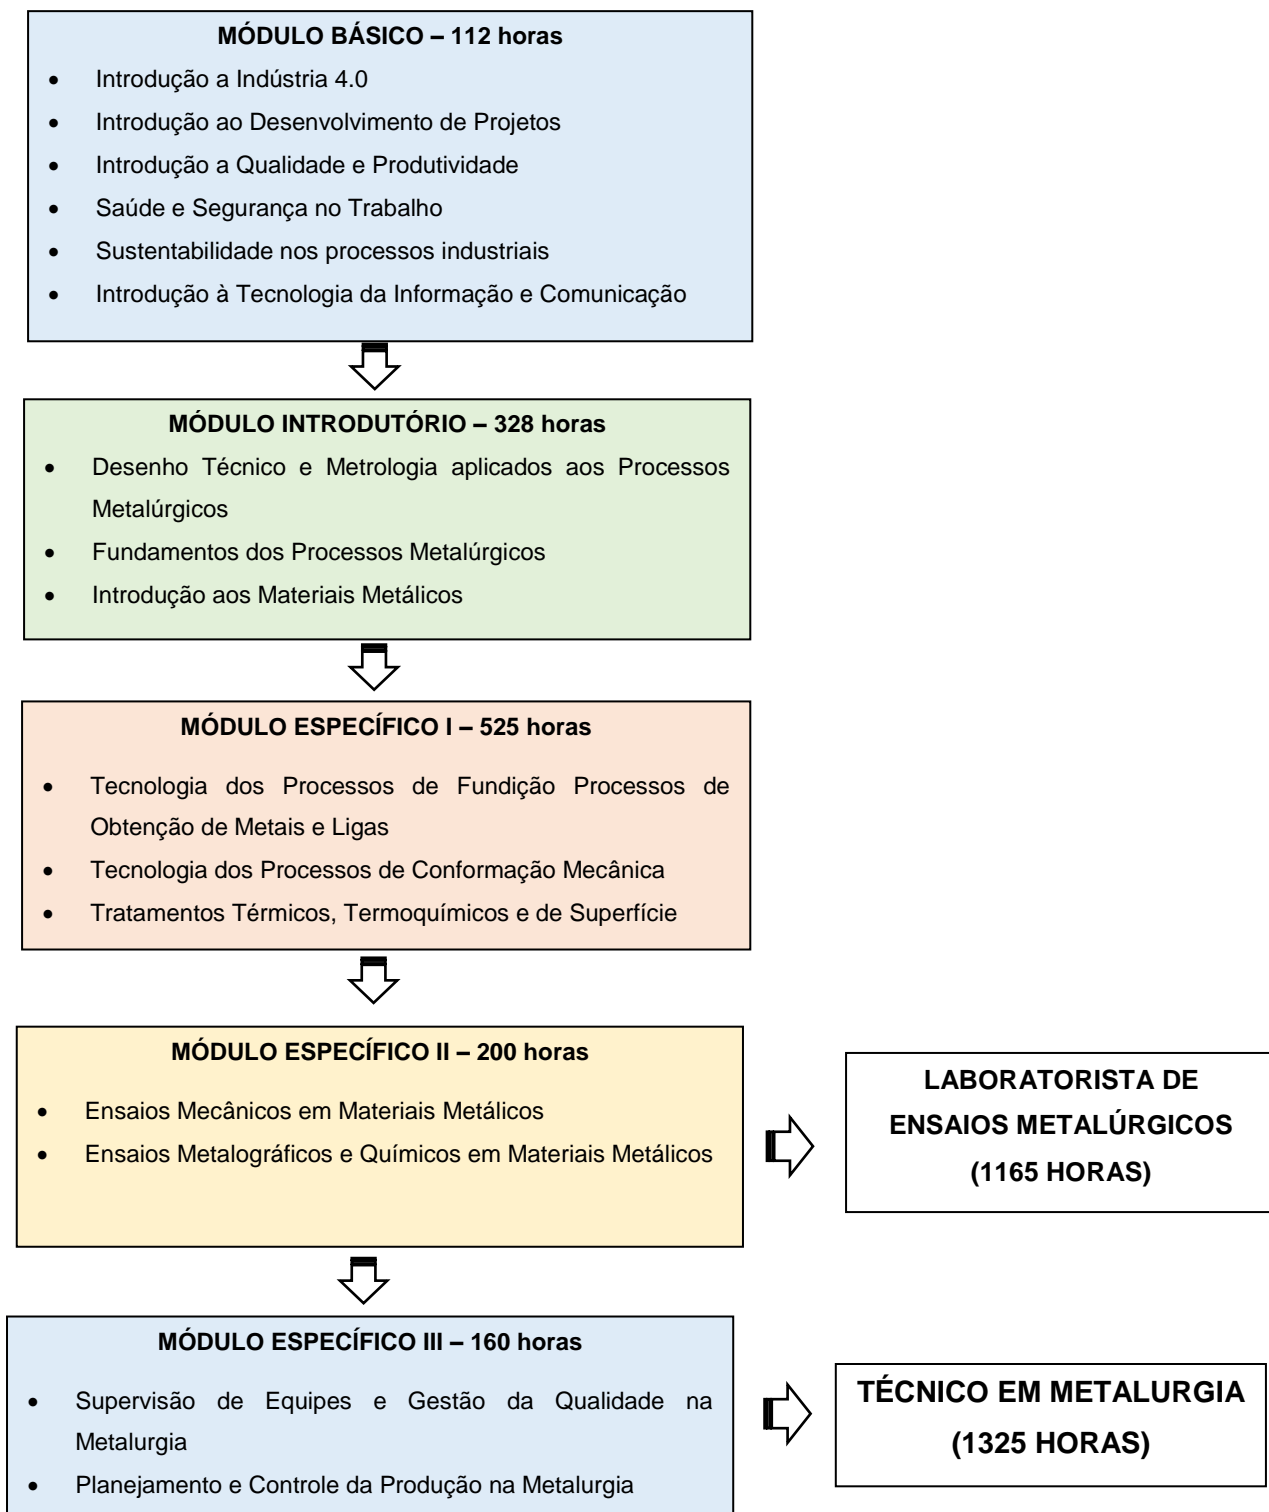 MÓDULO BÁSICO – 112 horas
• Introdução a Indústria 4.0
• Introdução ao Desenvolvimento de Projetos
• Introdução a Qualidade e Produtividade
• Saúde e Segurança no Trabalho
• Sustentabilidade nos processos industriais
• Introdução à Tecnologia da Informação e Comunicação
MÓDULO INTRODUTÓRIO – 328 horas
• Desenho Técnico e Metrologia aplicados aos Processos
Metalúrgicos
• Fundamentos dos Processos Metalúrgicos
• Introdução aos Materiais Metálicos
MÓDULO ESPECÍFICO I – 525 horas
• Tecnologia dos Processos de Fundição Processos de
Obtenção de Metais e Ligas
• Tecnologia dos Processos de Conformação Mecânica
• Tratamentos Térmicos, Termoquímicos e de Superfície
MÓDULO ESPECÍFICO II – 200 horas
• Ensaios Mecânicos em Materiais Metálicos
• Ensaios Metalográficos e Químicos em Materiais Metálicos
LABORATORISTA DE
ENSAIOS METALÚRGICOS
(1165 HORAS)
MÓDULO ESPECÍFICO III – 160 horas
• Supervisão de Equipes e Gestão da Qualidade na
Metalurgia
• Planejamento e Controle da Produção na Metalurgia
TÉCNICO EM METALURGIA
(1325 HORAS)